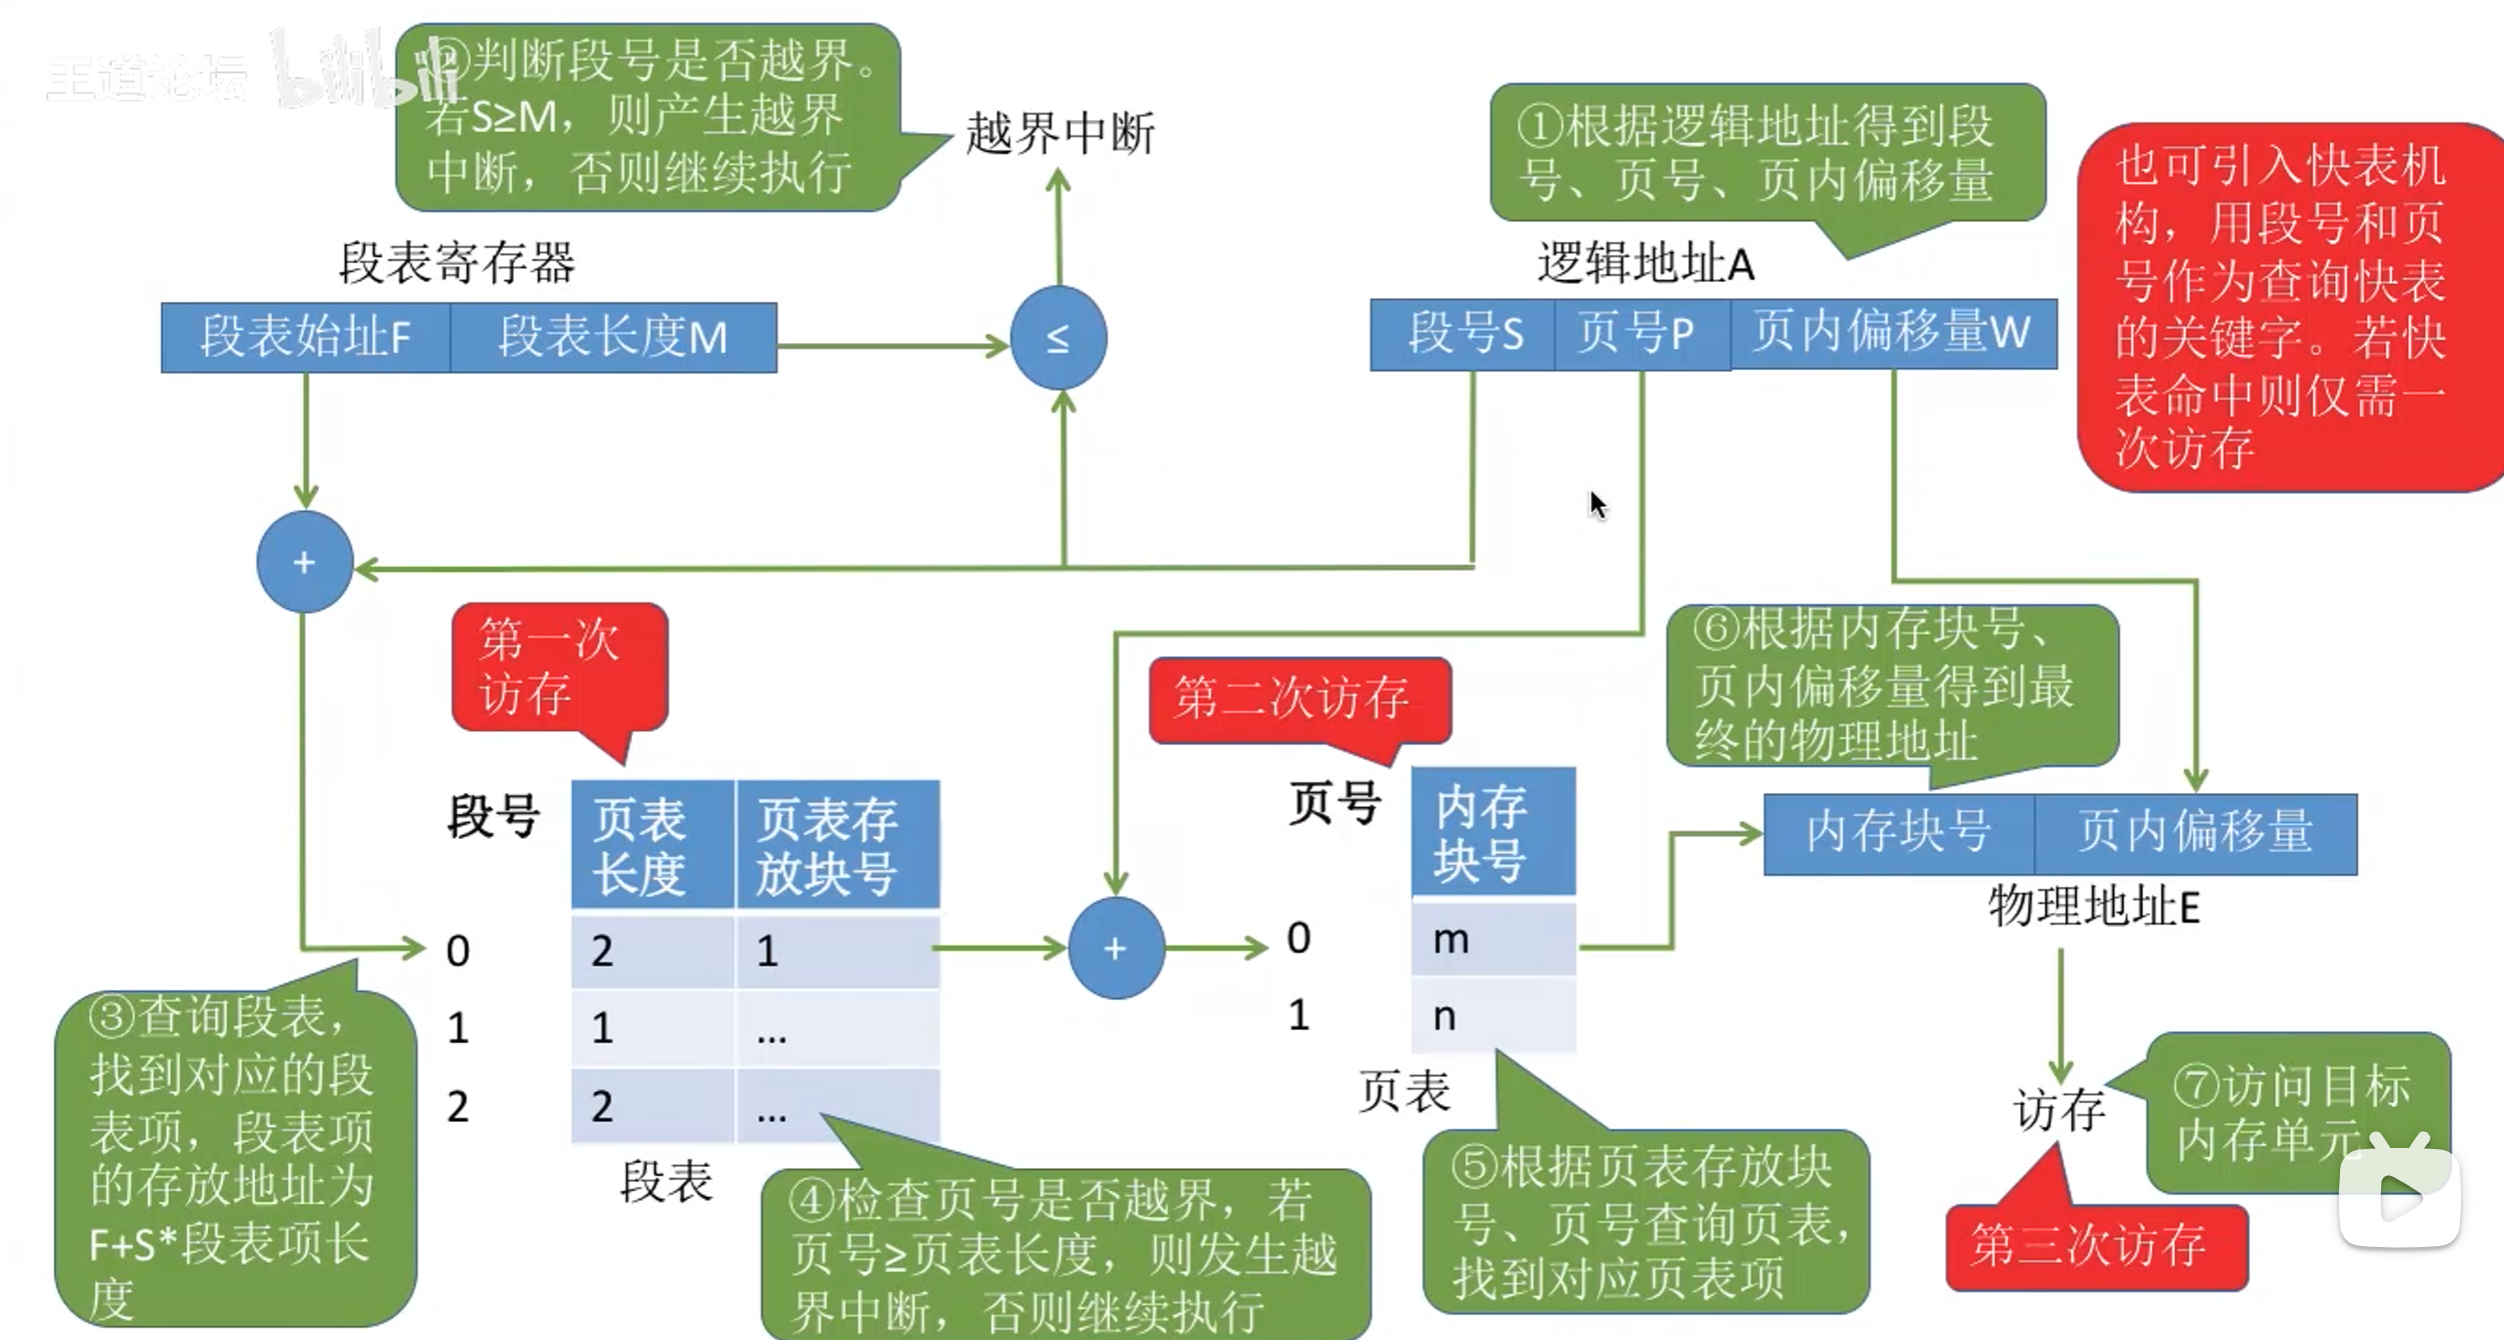 王道论坛
bilibili
②判断段号是否越界。
若S≥M，则产生越界
中断，否则继续执行
越界中断
①根据逻辑地址得到段
号、页号、页内偏移量
也可引入快表机
构，用段号和页
号作为查询快表
的关键字。若快
表命中则仅需一
次访存
段表寄存器
段表始址F
段表长度M
≤
逻辑地址A
段号S
页号P
页内偏移量W
+
第一次
访存
第二次访存
⑥根据内存块号、
页内偏移量得到最
终的物理地址
段号
页表
长度
页表存
放块号
0
2
1
1
1
...
2
2
...
段表
+
页号
内存
块号
0
m
1
n
页表
内存块号
页内偏移量
物理地址E
访存
③查询段表，
找到对应的段
表项，段表项
的存放地址为
F+S*段表项长
度
④检查页号是否越界，若
页号≥页表长度，则发生越
界中断，否则继续执行
⑤根据页表存放块
号、页号查询页表，
找到对应页表项
⑦访问目标
内存单元
第三次访存